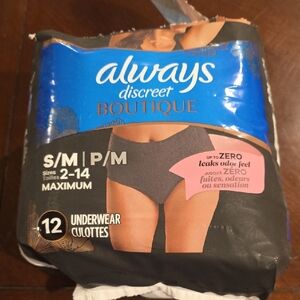 always
discreet
BOUTIQUE
S/M | P/M
Sizes
Tailles 2-14
MAXIMUM
UP TO ZERO
leaks odor feel
JUSQU'À ZÉRO
fuites, odeurs
ou sensation
12 UNDERWEAR
CULOTTES